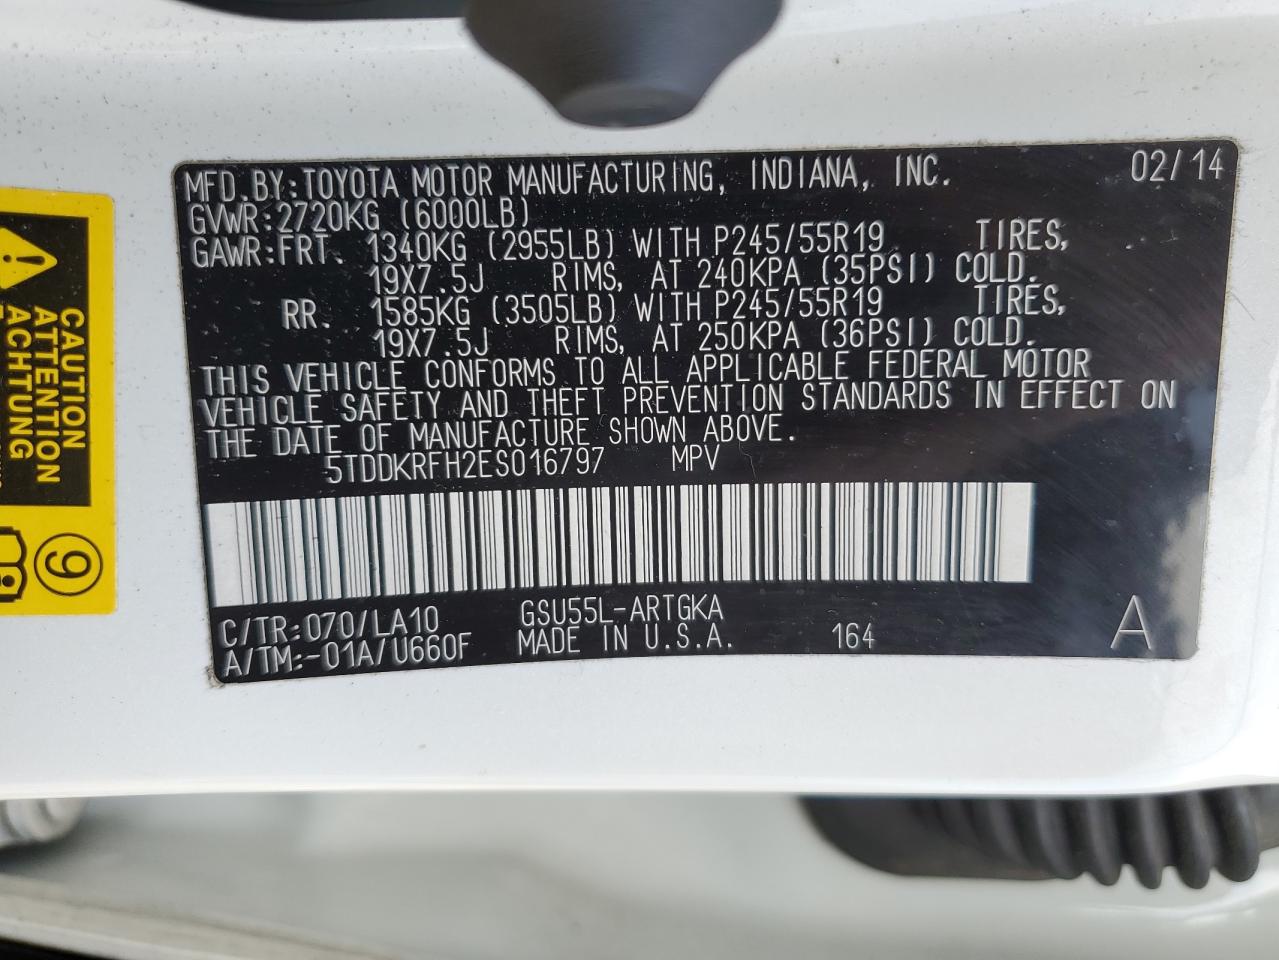 MFD.BY:TOYOTA MOTOR MANUFACTURING, INDIANA, INC. 02/14
GVWR:2720KG (6000LB)
GAWR:FRT. 1340KG (2955LB) WITH P245/55R19 TIRES,
19X7.5J RIMS, AT 240KPA (35PSI) COLD.
RR. 1585KG (3505LB) WITH P245/55R19 TIRES,
19X7.5J RIMS, AT 250KPA (36PSI) COLD.
THIS VEHICLE CONFORMS TO ALL APPLICABLE FEDERAL MOTOR
VEHICLE SAFETY AND THEFT PREVENTION STANDARDS IN EFFECT ON
THE DATE OF MANUFACTURE SHOWN ABOVE.
5TDDKRFH2ES016797 MPV
C/TR:070/LA10 GSU55L-ARTGKA
A/TM:-01A/U660F MADE IN U.S.A. 164 A
CAUTION
ATTENTION
ACHTUNG
9